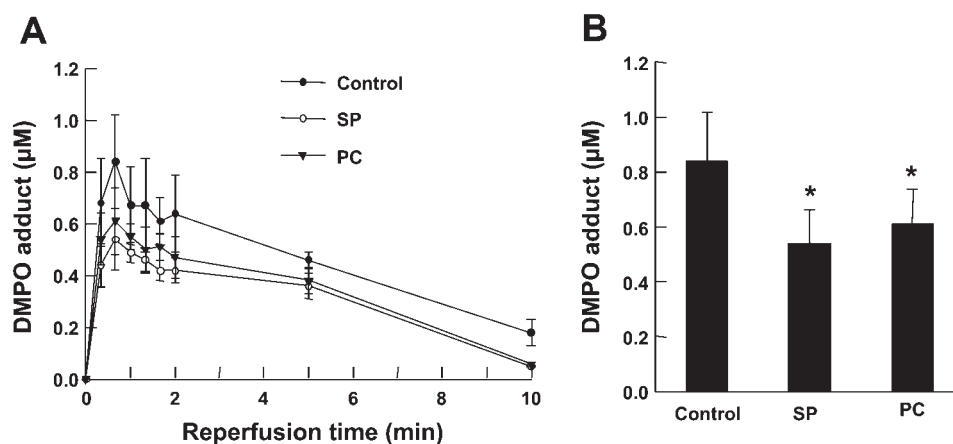 A
DMPO adduct (µM)
1.2
1.0
0.8
0.6
0.4
0.2
0.0
Control
SP
PC
0 2 4 6 8 10
Reperfusion time (min)
B
DMPO adduct (µM)
1.2
1.0
0.8
0.6
0.4
0.2
0.0
* *
Control SP PC